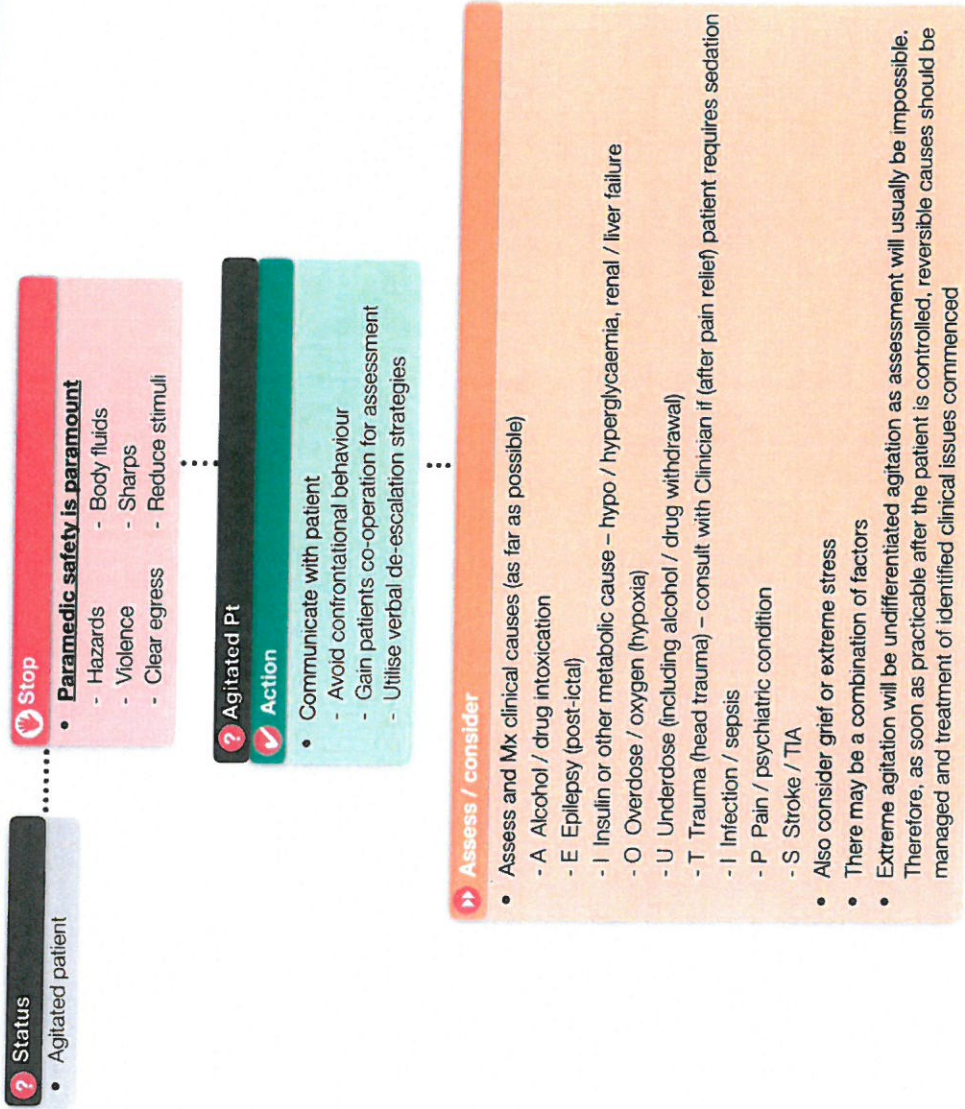 Status
• Agitated patient
Stop
• Paramedic safety is paramount
- Hazards - Body fluids
- Violence - Sharps
- Clear egress - Reduce stimuli
Agitated Pt
Action
• Communicate with patient
- Avoid confrontational behaviour
- Gain patients co-operation for assessment
- Utilise verbal de-escalation strategies
Assess / consider
• Assess and Mx clinical causes (as far as possible)
- A Alcohol / drug intoxication
- E Epilepsy (post-ictal)
- I Insulin or other metabolic cause – hypo / hyperglycaemia, renal / liver failure
- O Overdose / oxygen (hypoxia)
- U Underdose (including alcohol / drug withdrawal)
- T Trauma (head trauma) – consult with Clinician if (after pain relief) patient requires sedation
- I Infection / sepsis
- P Pain / psychiatric condition
- S Stroke / TIA
• Also consider grief or extreme stress
• There may be a combination of factors
• Extreme agitation will be undifferentiated agitation as assessment will usually be impossible.
Therefore, as soon as practicable after the patient is controlled, reversible causes should be
managed and treatment of identified clinical issues commenced